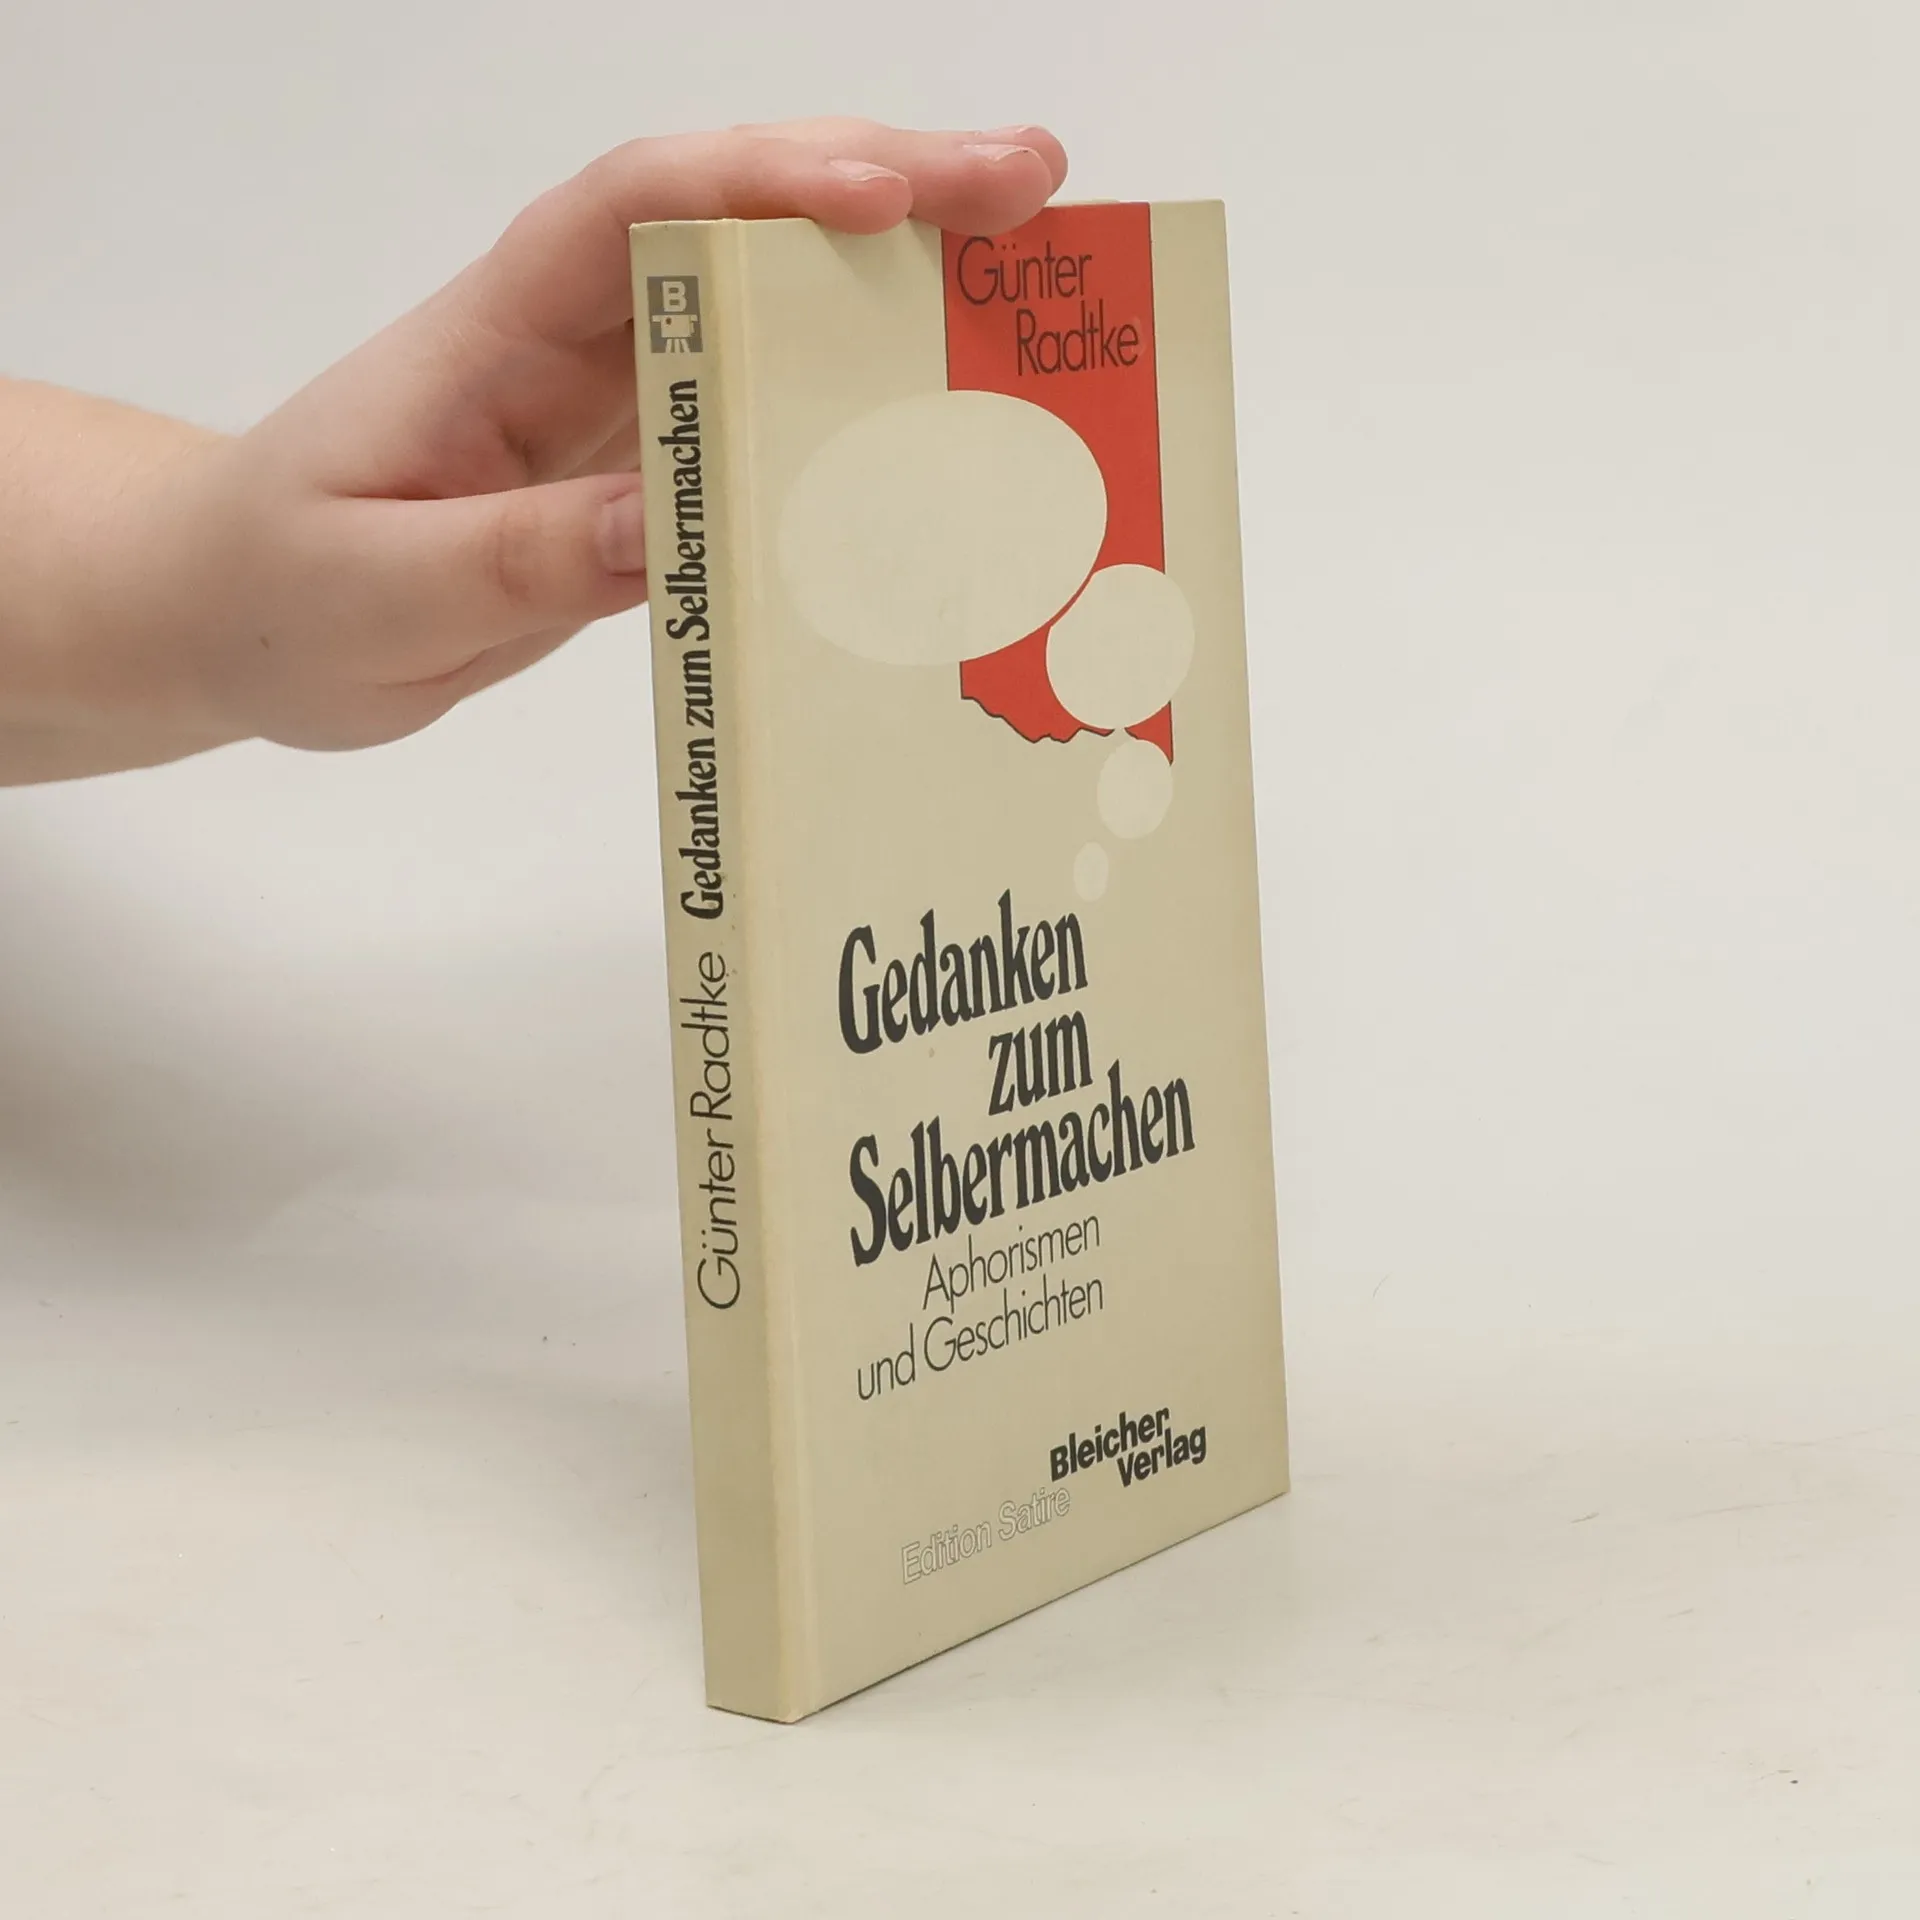 B
Günter Radtke Gedanken zum Selbermachen
Günter
Radtke
Gedanken
zum
Selbermachen
Aphorismen
und Geschichten
Bleicher
Verlag
Edition Satire